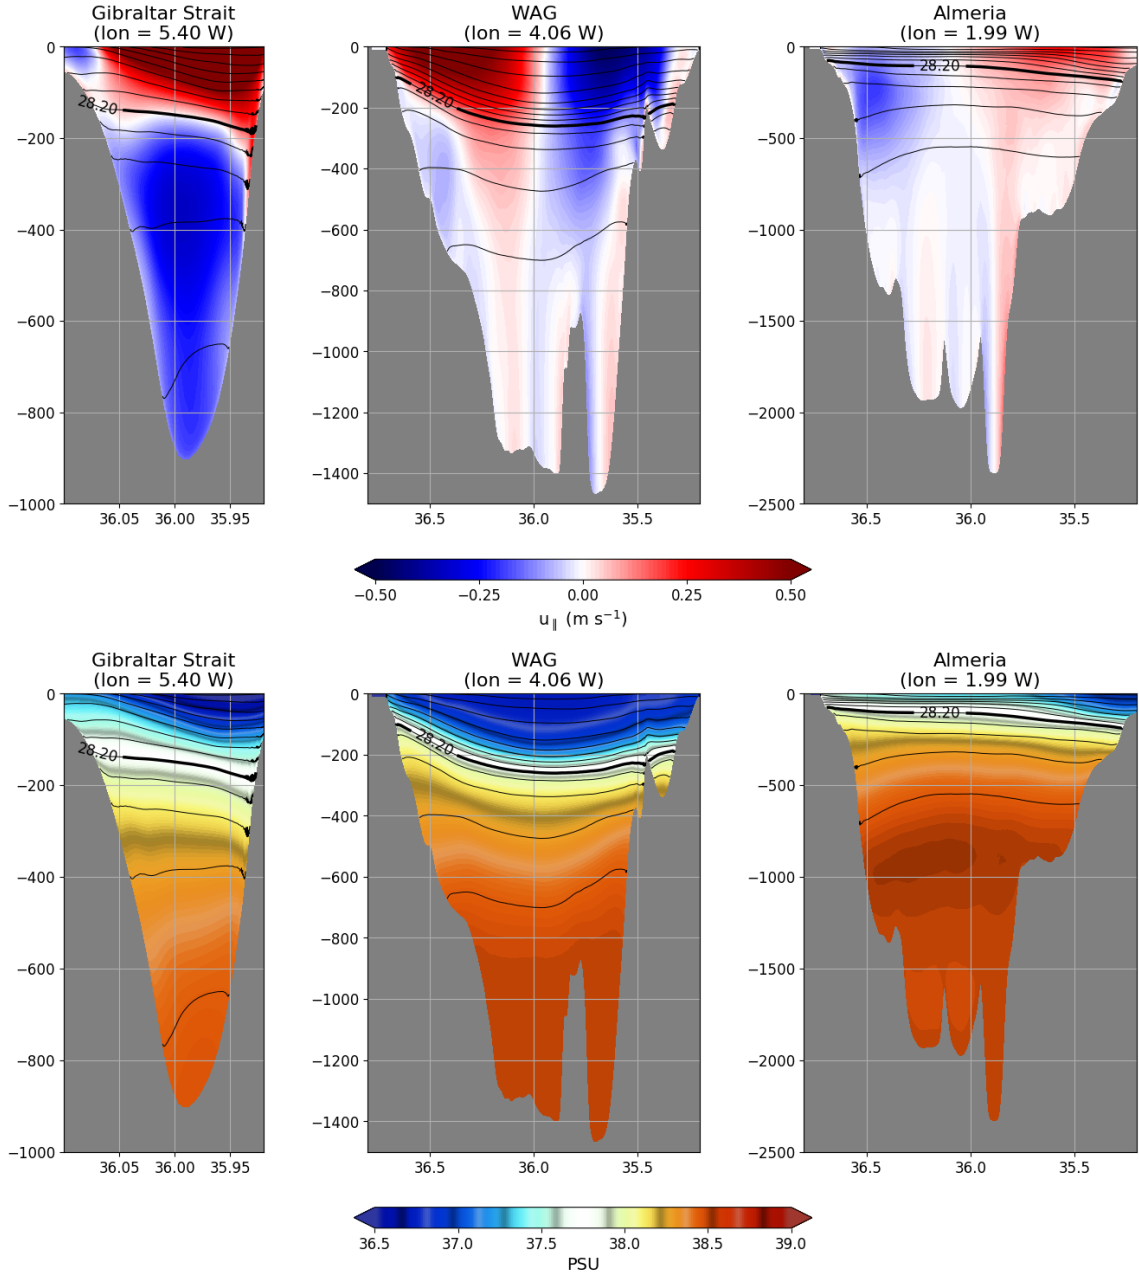 Gibraltar Strait
(lon = 5.40 W)
WAG
(lon = 4.06 W)
Almeria
(lon = 1.99 W)
0
−200
−400
−600
−800
−1000
28.20
36.05 36.00 35.95
0
−200
−400
−600
−800
−1000
−1200
−1400
28.20
36.5 36.0 35.5
0
−500
−1000
−1500
−2000
−2500
28.20
36.5 36.0 35.5
−0.50 −0.25 0.00 0.25 0.50
u∥ (m s⁻¹)
Gibraltar Strait
(lon = 5.40 W)
WAG
(lon = 4.06 W)
Almeria
(lon = 1.99 W)
0
−200
−400
−600
−800
−1000
28.20
36.05 36.00 35.95
0
−200
−400
−600
−800
−1000
−1200
−1400
28.20
36.5 36.0 35.5
0
−500
−1000
−1500
−2000
−2500
28.20
36.5 36.0 35.5
36.5 37.0 37.5 38.0 38.5 39.0
PSU